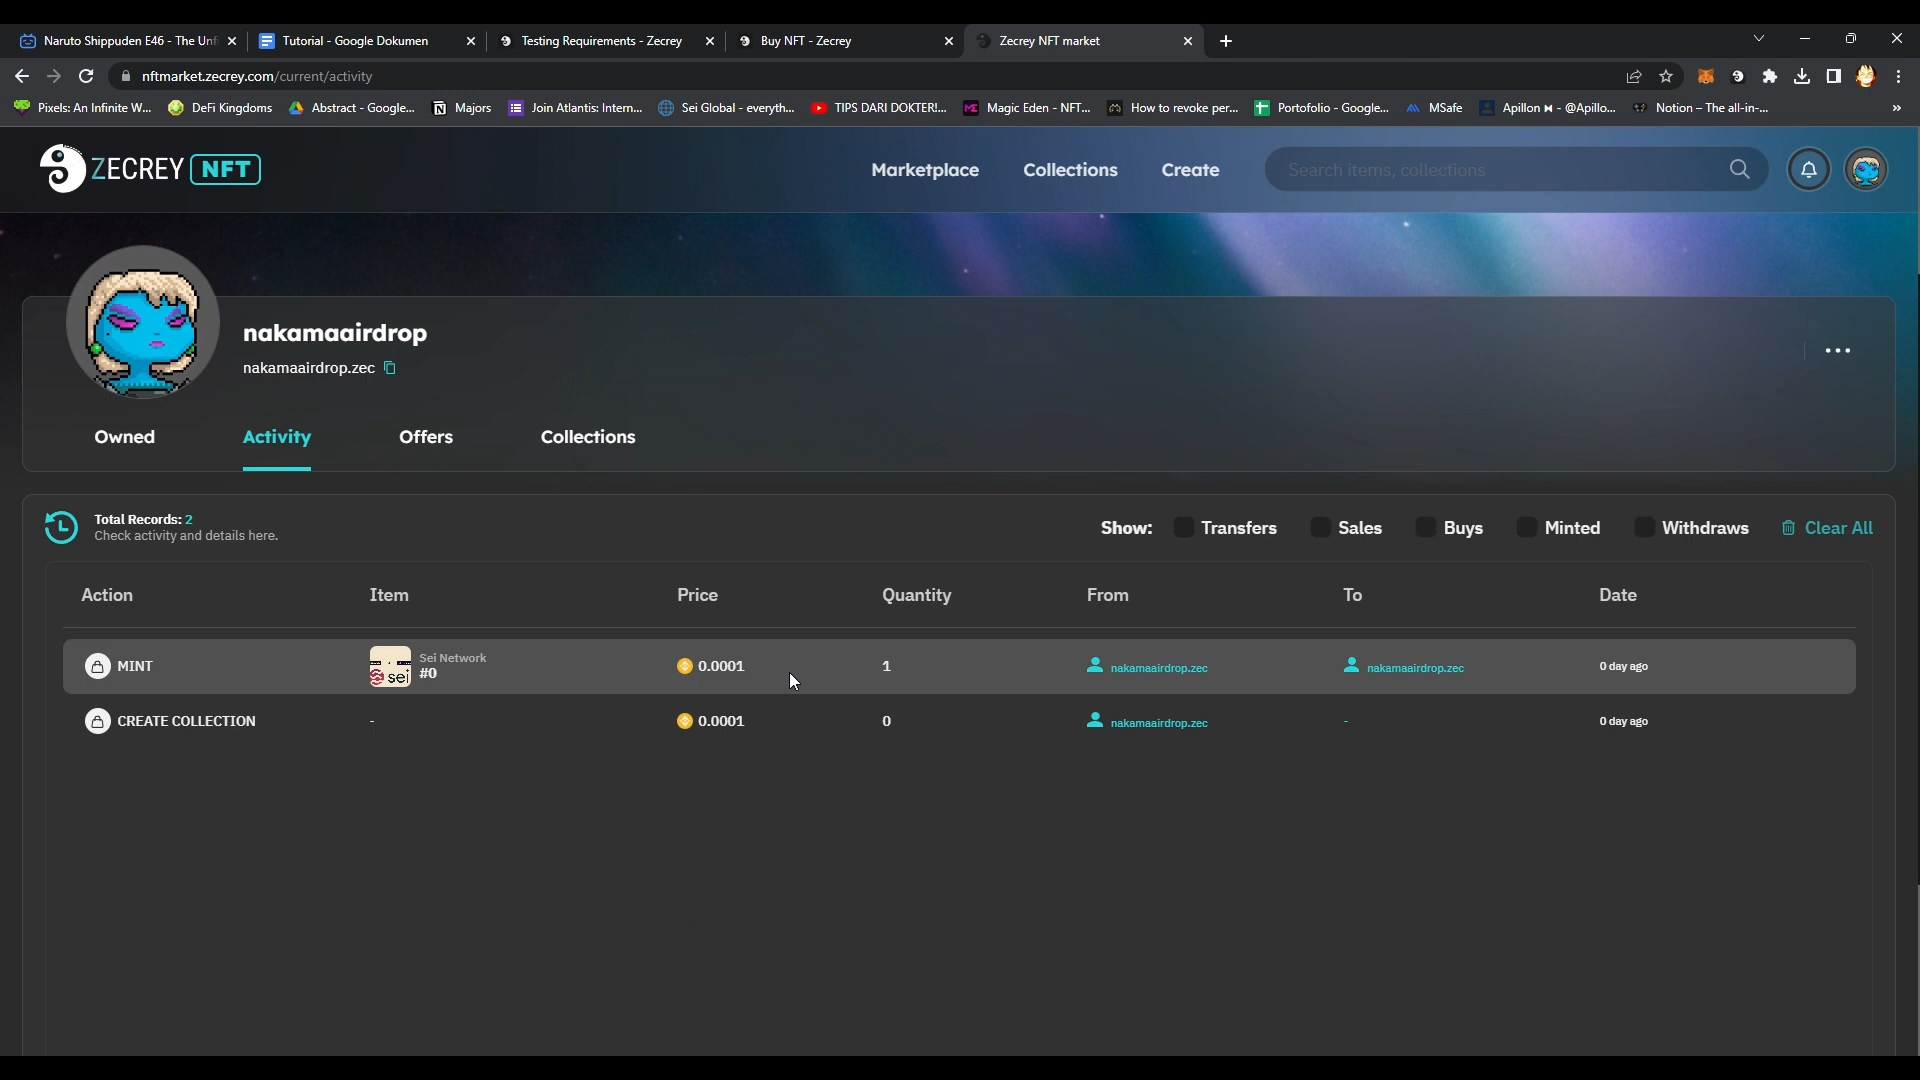 Naruto Shippuden E46 - The Unf
Tutorial - Google Dokumen
Testing Requirements - Zecrey
Buy NFT - Zecrey
Zecrey NFT market
nftmarket.zecrey.com/current/activity
Pixels: An Infinite W...
DeFi Kingdoms
Abstract - Google...
Majors
Join Atlantis: Intern...
Sei Global - everyth...
TIPS DARI DOKTER!...
Magic Eden - NFT...
How to revoke per...
Portofolio - Google...
MSafe
Apillon ⧓ - @Apillo...
Notion – The all-in-...
ZECREY NFT
Marketplace
Collections
Create
Search items, collections
nakamaairdrop
nakamaairdrop.zec
Owned
Activity
Offers
Collections
Total Records: 2
Check activity and details here.
Show:
Transfers
Sales
Buys
Minted
Withdraws
Clear All
Action Item Price Quantity From To Date
MINT sei Sei Network #0 0.0001 1 nakamaairdrop.zec nakamaairdrop.zec 0 day ago
CREATE COLLECTION - 0.0001 0 nakamaairdrop.zec - 0 day ago